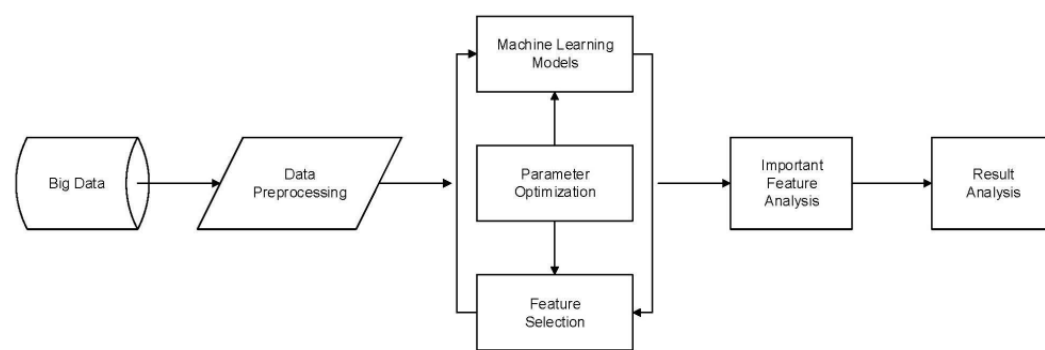 Big Data
Data
Preprocessing
Machine Learning
Models
Parameter
Optimization
Feature
Selection
Important
Feature
Analysis
Result
Analysis